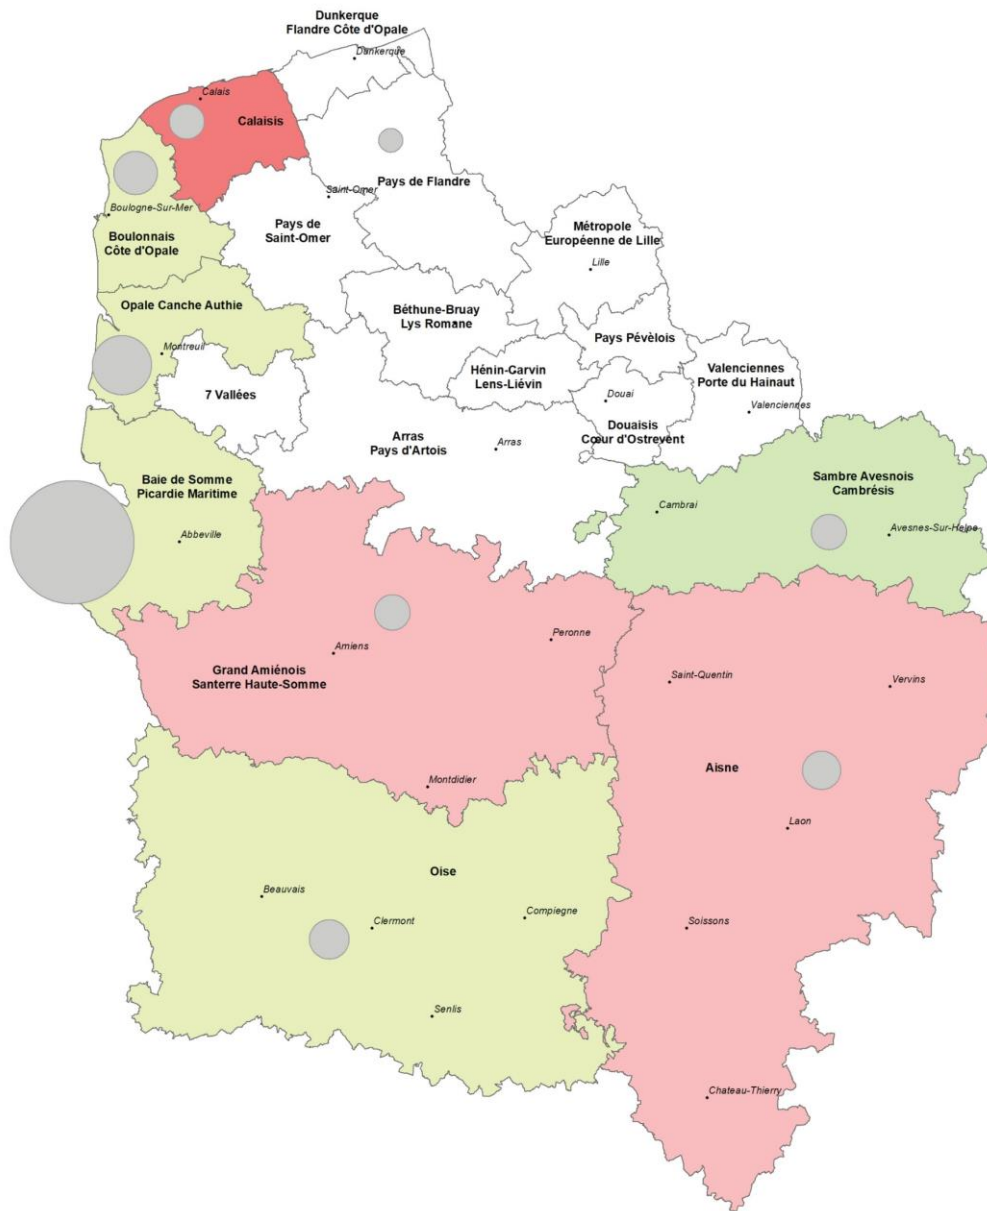 Dunkerque
Flandre Côte d'Opale
Dunkerque
Calais
Calaisis
Pays de Flandre
Saint-Omer
Boulogne-Sur-Mer
Pays de
Saint-Omer
Métropole
Européenne de Lille
Lille
Boulonnais
Côte d'Opale
Opale Canche Authie
Béthune-Bruay
Lys Romane
Pays Pévèlois
Montreuil
7 Vallées
Hénin-Garvin
Lens-Liévin
Valenciennes
Porte du Hainaut
Valenciennes
Douai
Douaisis
Cœur d'Ostrevent
Arras
Pays d'Artois
Arras
Baie de Somme
Picardie Maritime
Abbeville
Sambre Avesnois
Cambrésis
Cambrai
Avesnes-Sur-Helpe
Amiens
Peronne
Grand Amiénois
Santerre Haute-Somme
Saint-Quentin
Vervins
Montdidier
Aisne
Laon
Oise
Beauvais
Clermont
Compiegne
Soissons
Senlis
Chateau-Thierry